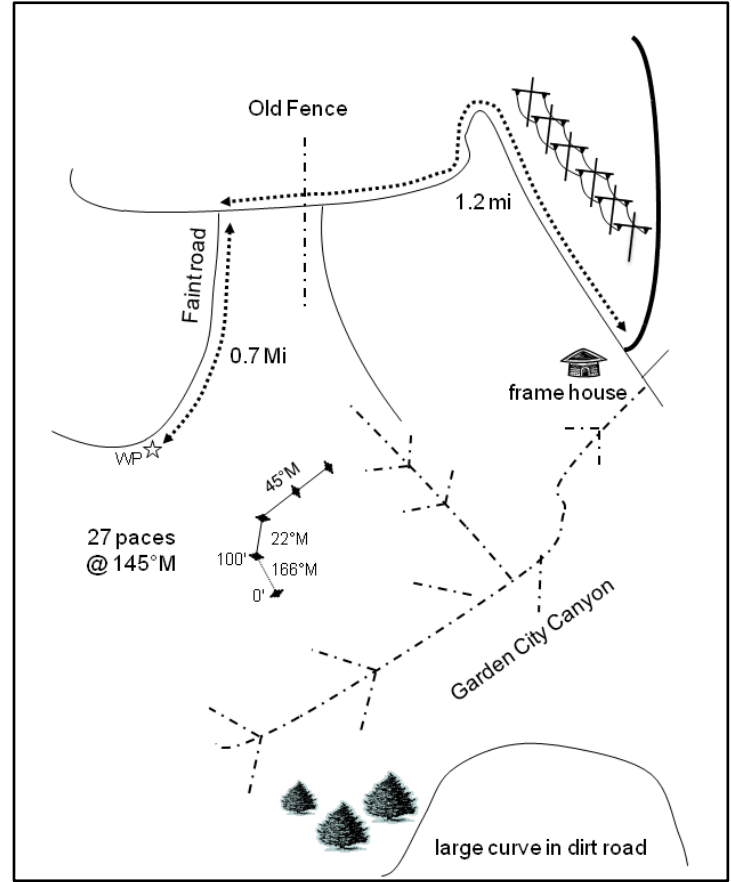 Old Fence
1.2 mi
Faint road
0.7 Mi
frame house
WP
45°M
27 paces
@ 145°M
22°M
100'
166°M
0'
Garden City Canyon
large curve in dirt road